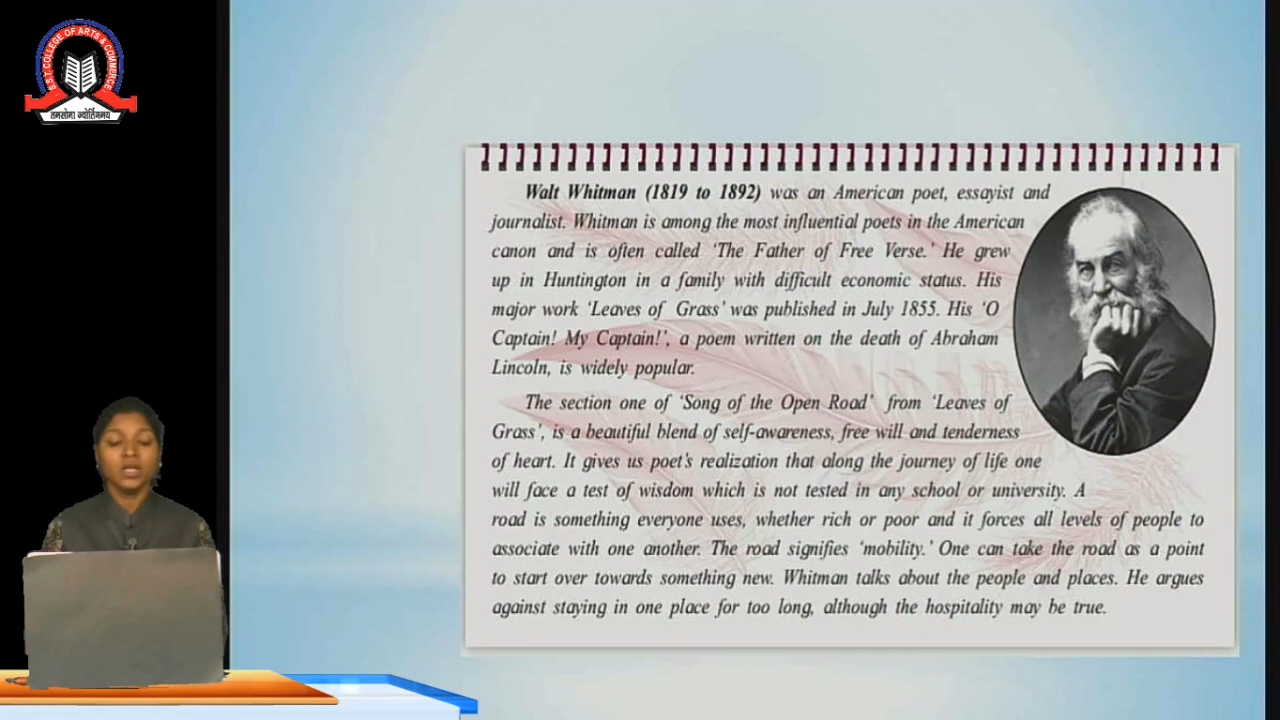 S.S.T. COLLEGE OF ARTS & COMMERCE
तमसोमा ज्योर्तिगमय
Walt Whitman (1819 to 1892) was an American poet, essayist and
journalist. Whitman is among the most influential poets in the American
canon and is often called 'The Father of Free Verse.' He grew
up in Huntington in a family with difficult economic status. His
major work 'Leaves of Grass' was published in July 1855. His 'O
Captain! My Captain!', a poem written on the death of Abraham
Lincoln, is widely popular.
The section one of 'Song of the Open Road' from 'Leaves of
Grass', is a beautiful blend of self-awareness, free will and tenderness
of heart. It gives us poet's realization that along the journey of life one
will face a test of wisdom which is not tested in any school or university. A
road is something everyone uses, whether rich or poor and it forces all levels of people to
associate with one another. The road signifies 'mobility.' One can take the road as a point
to start over towards something new. Whitman talks about the people and places. He argues
against staying in one place for too long, although the hospitality may be true.